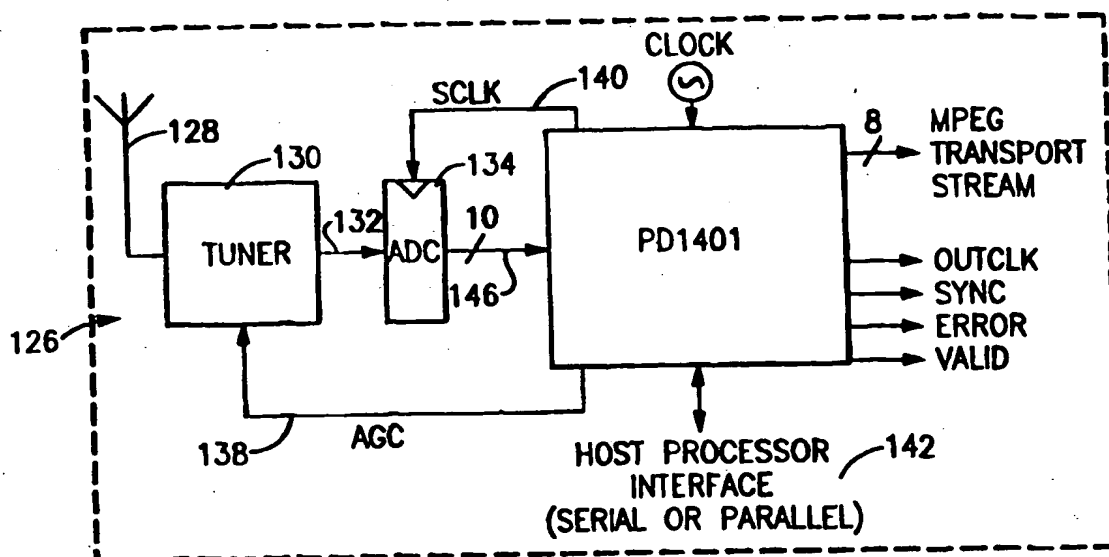 CLOCK
SCLK
140
128
130
134
8
MPEG
TRANSPORT
STREAM
132
10
TUNER
ADC
PD1401
146
OUTCLK
SYNC
ERROR
VALID
126
138
AGC
HOST PROCESSOR
INTERFACE
(SERIAL OR PARALLEL)
142